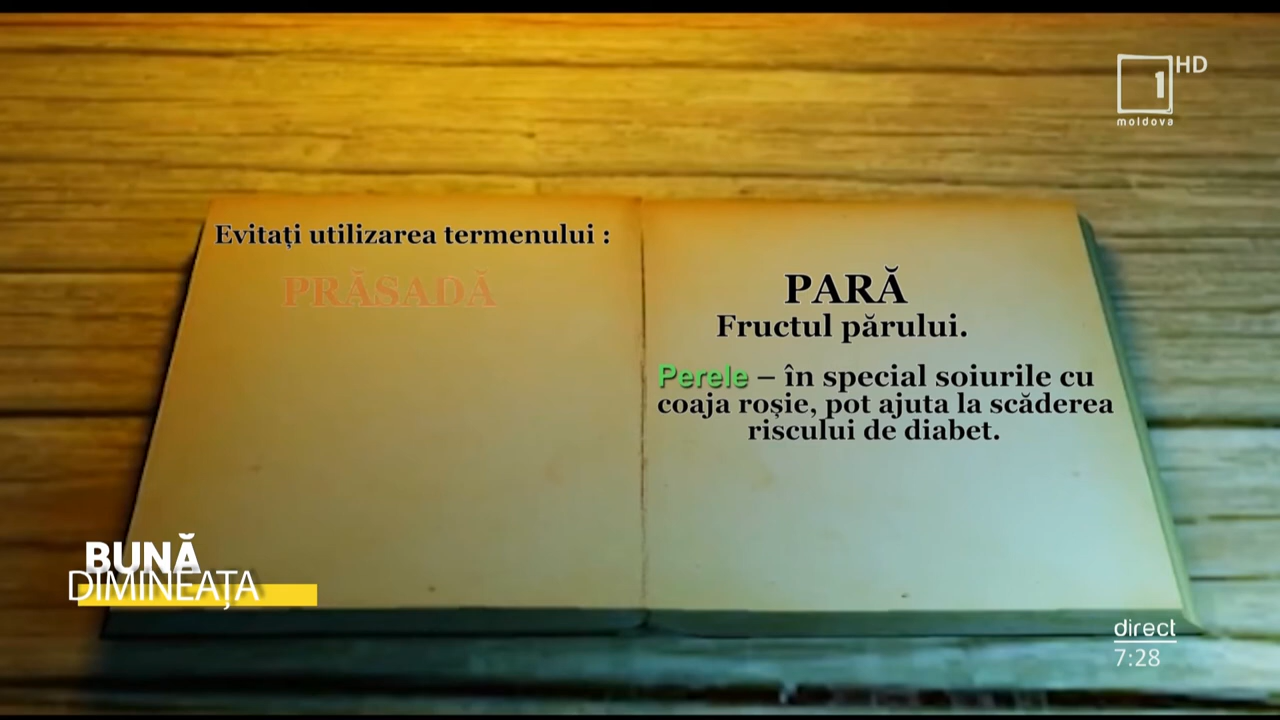 1 HD
moldova
Evitați utilizarea termenului :
PRĂSADĂ
PARĂ
Fructul părului.
Perele – în special soiurile cu
coaja roșie, pot ajuta la scăderea
riscului de diabet.
BUNĂ
DIMINEAȚA
direct
7:28